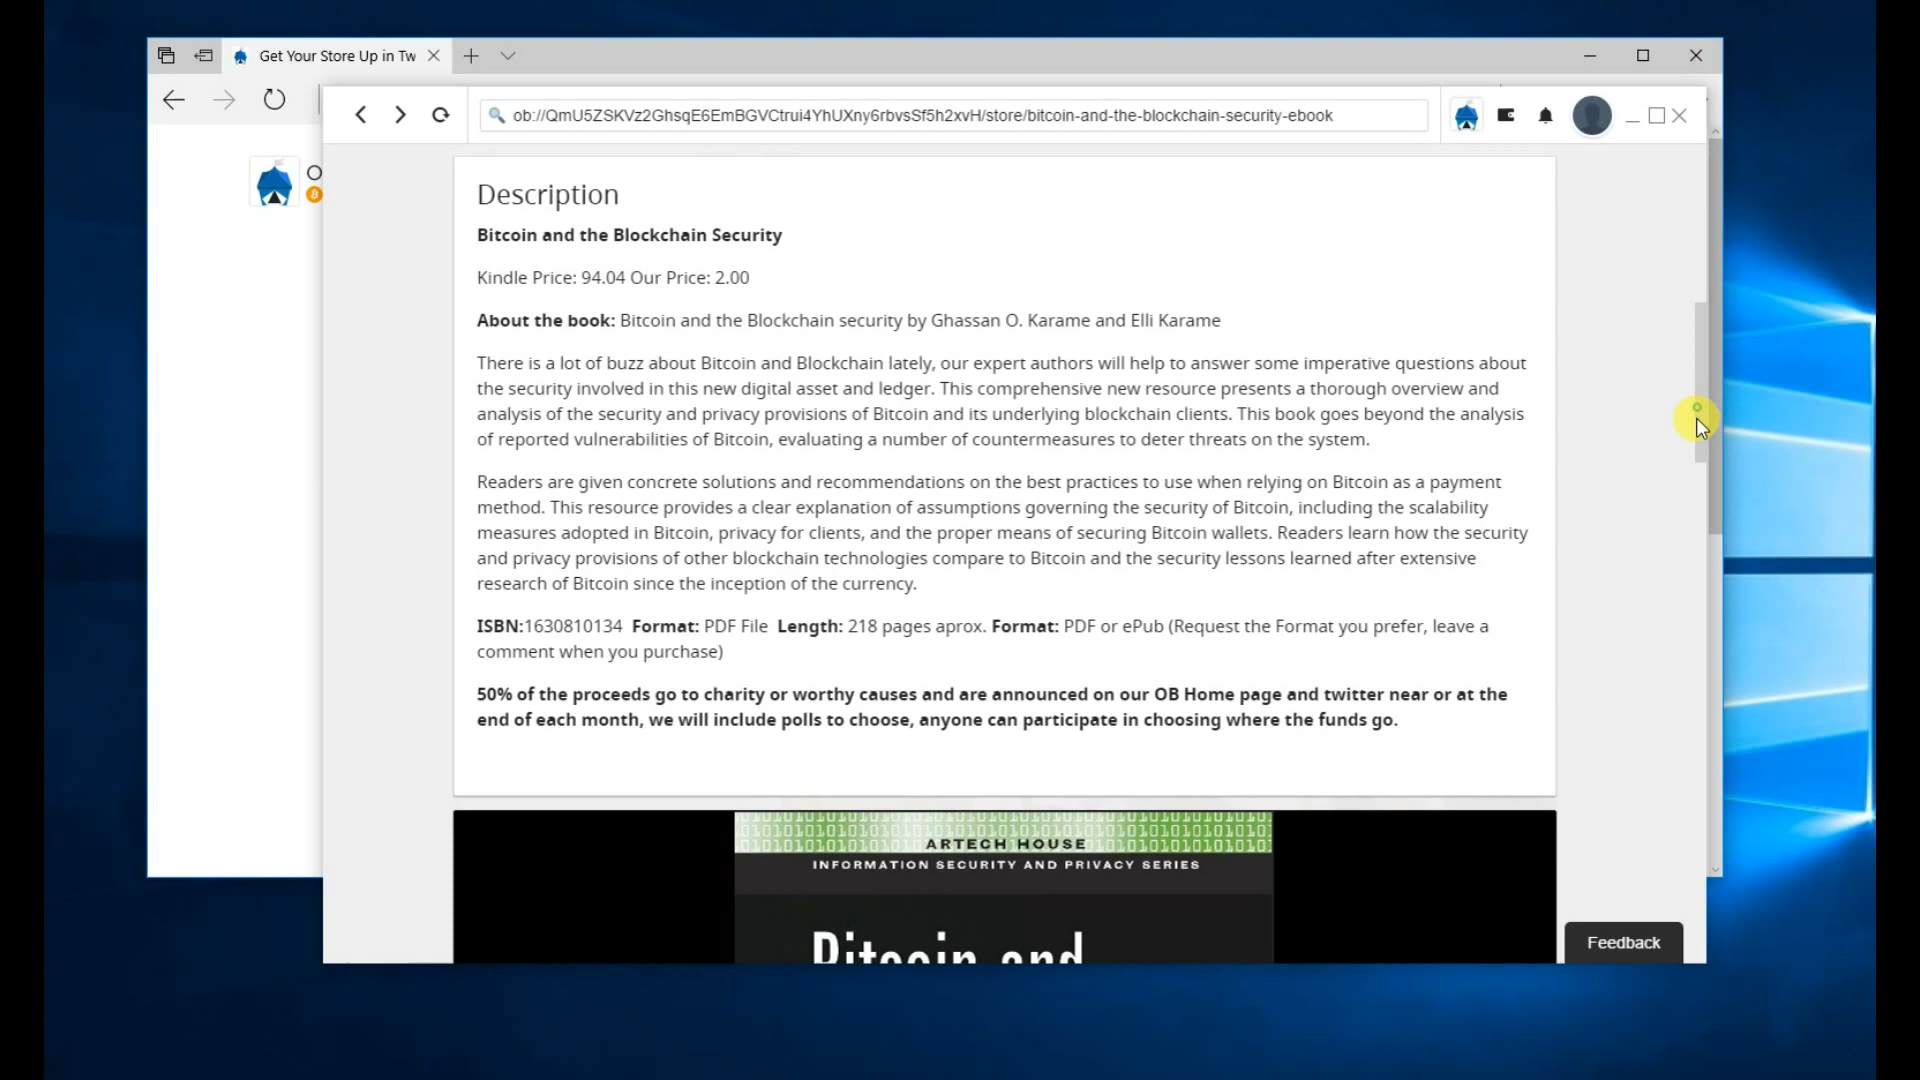 Get Your Store Up in Tw
ob://QmU5ZSKVz2GhsqE6EmBGVCtrui4YhUXny6rbvsSf5h2xvH/store/bitcoin-and-the-blockchain-security-ebook
O
Description
Bitcoin and the Blockchain Security
Kindle Price: 94.04 Our Price: 2.00
About the book: Bitcoin and the Blockchain security by Ghassan O. Karame and Elli Karame
There is a lot of buzz about Bitcoin and Blockchain lately, our expert authors will help to answer some imperative questions about
the security involved in this new digital asset and ledger. This comprehensive new resource presents a thorough overview and
analysis of the security and privacy provisions of Bitcoin and its underlying blockchain clients. This book goes beyond the analysis
of reported vulnerabilities of Bitcoin, evaluating a number of countermeasures to deter threats on the system.
Readers are given concrete solutions and recommendations on the best practices to use when relying on Bitcoin as a payment
method. This resource provides a clear explanation of assumptions governing the security of Bitcoin, including the scalability
measures adopted in Bitcoin, privacy for clients, and the proper means of securing Bitcoin wallets. Readers learn how the security
and privacy provisions of other blockchain technologies compare to Bitcoin and the security lessons learned after extensive
research of Bitcoin since the inception of the currency.
ISBN:1630810134 Format: PDF File Length: 218 pages aprox. Format: PDF or ePub (Request the Format you prefer, leave a
comment when you purchase)
50% of the proceeds go to charity or worthy causes and are announced on our OB Home page and twitter near or at the
end of each month, we will include polls to choose, anyone can participate in choosing where the funds go.
ARTECH HOUSE
INFORMATION SECURITY AND PRIVACY SERIES
Bitcoin and
Feedback